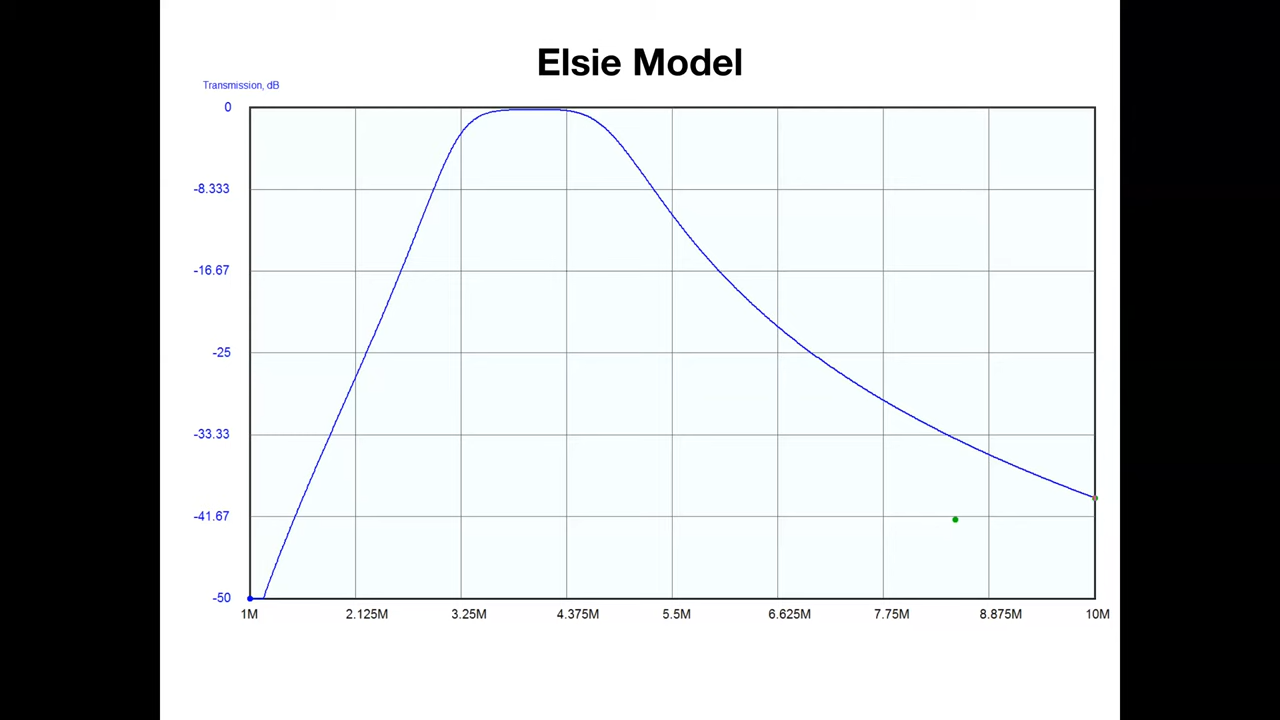 Elsie Model
Transmission, dB
0
-8.333
-16.67
-25
-33.33
-41.67
-50
1M 2.125M 3.25M 4.375M 5.5M 6.625M 7.75M 8.875M 10M